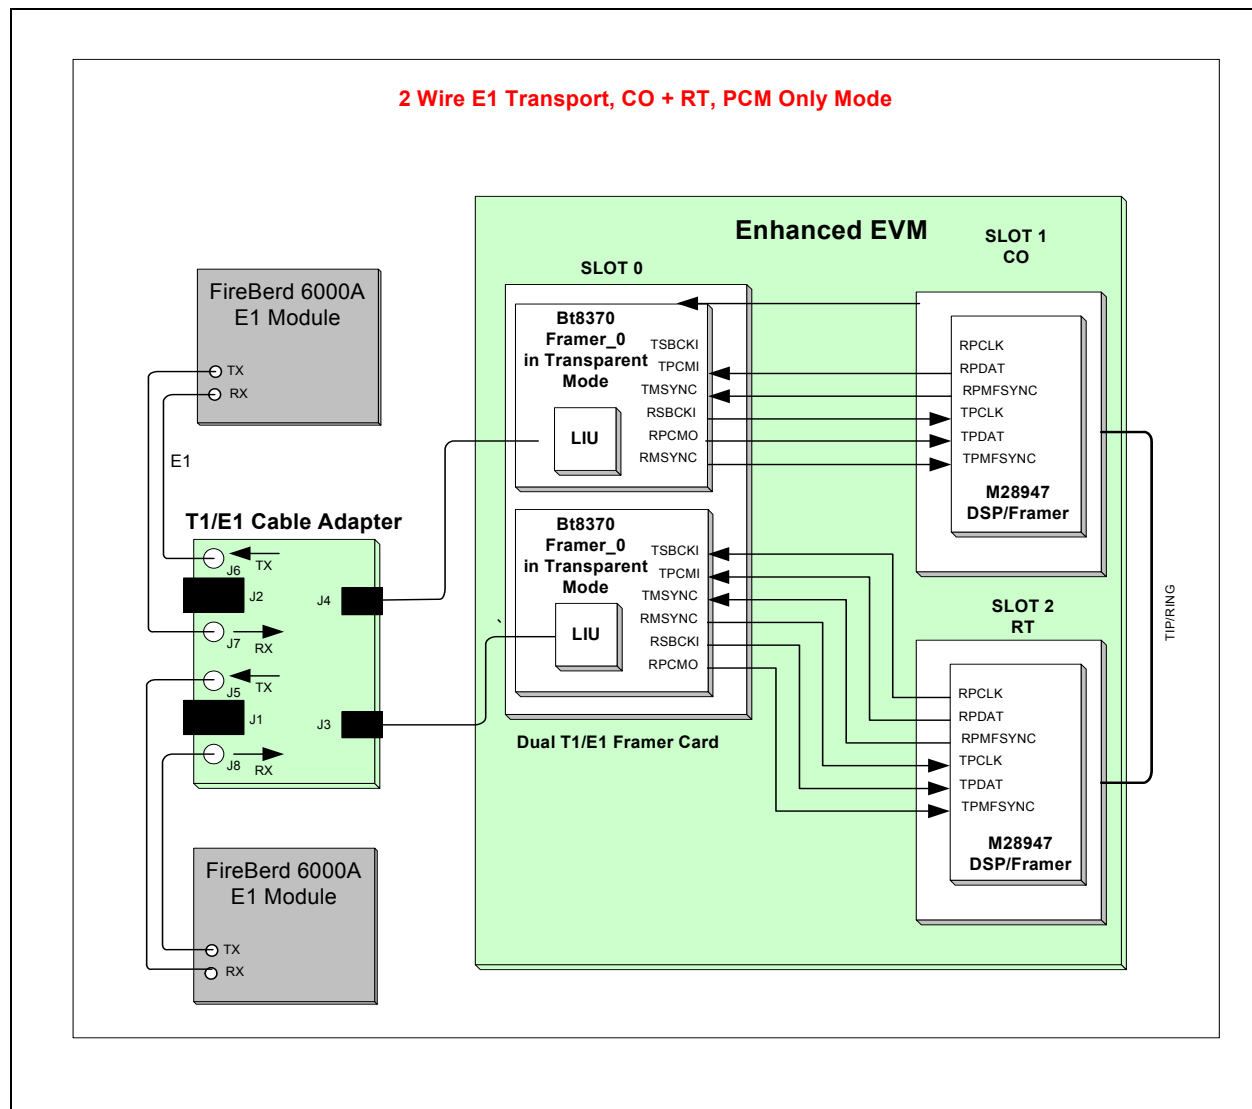 2 Wire E1 Transport, CO + RT, PCM Only Mode
Enhanced EVM
SLOT 0
SLOT 1
CO
FireBerd 6000A
E1 Module
TX
RX
E1
T1/E1 Cable Adapter
J6
TX
J2
J4
J7
RX
J5
TX
J1
J3
J8
RX
FireBerd 6000A
E1 Module
TX
RX
Bt8370
Framer_0
in Transparent
Mode
LIU
TSBCKI
TPCMI
TMSYNC
RSBCKI
RPCMO
RMSYNC
Bt8370
Framer_0
in Transparent
Mode
LIU
TSBCKI
TPCMI
TMSYNC
RMSYNC
RSBCKI
RPCMO
Dual T1/E1 Framer Card
RPCLK
RPDAT
RPMFSYNC
TPCLK
TPDAT
TPMFSYNC
M28947
DSP/Framer
SLOT 2
RT
RPCLK
RPDAT
RPMFSYNC
TPCLK
TPDAT
TPMFSYNC
M28947
DSP/Framer
TIP/RING